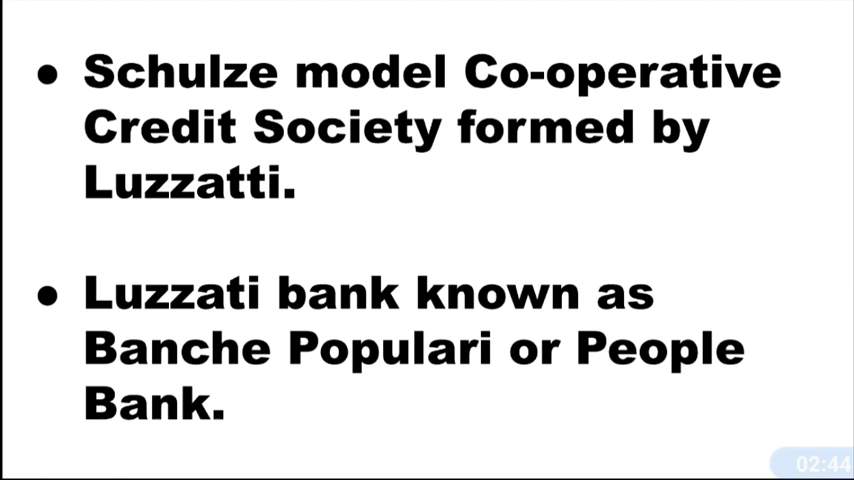 ● Schulze model Co-operative
Credit Society formed by
Luzzatti.
● Luzzati bank known as
Banche Populari or People
Bank.
02:44